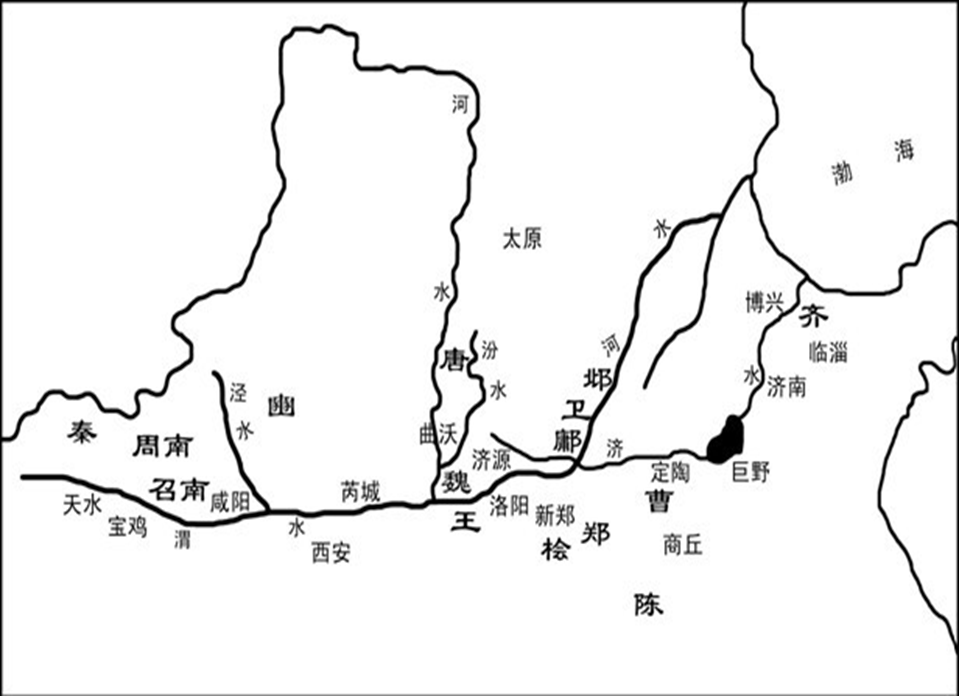 河
海
渤
水
太原
水
博兴
齐
河
汾
临淄
唐
水
济南
邶
水
泾
豳
卫
水
秦
周南
曲沃
鄘
济
济源
定陶
巨野
魏
召南
咸阳
芮城
曹
天水
洛阳
新郑
王
宝鸡
水
渭
郑
西安
桧
商丘
陈